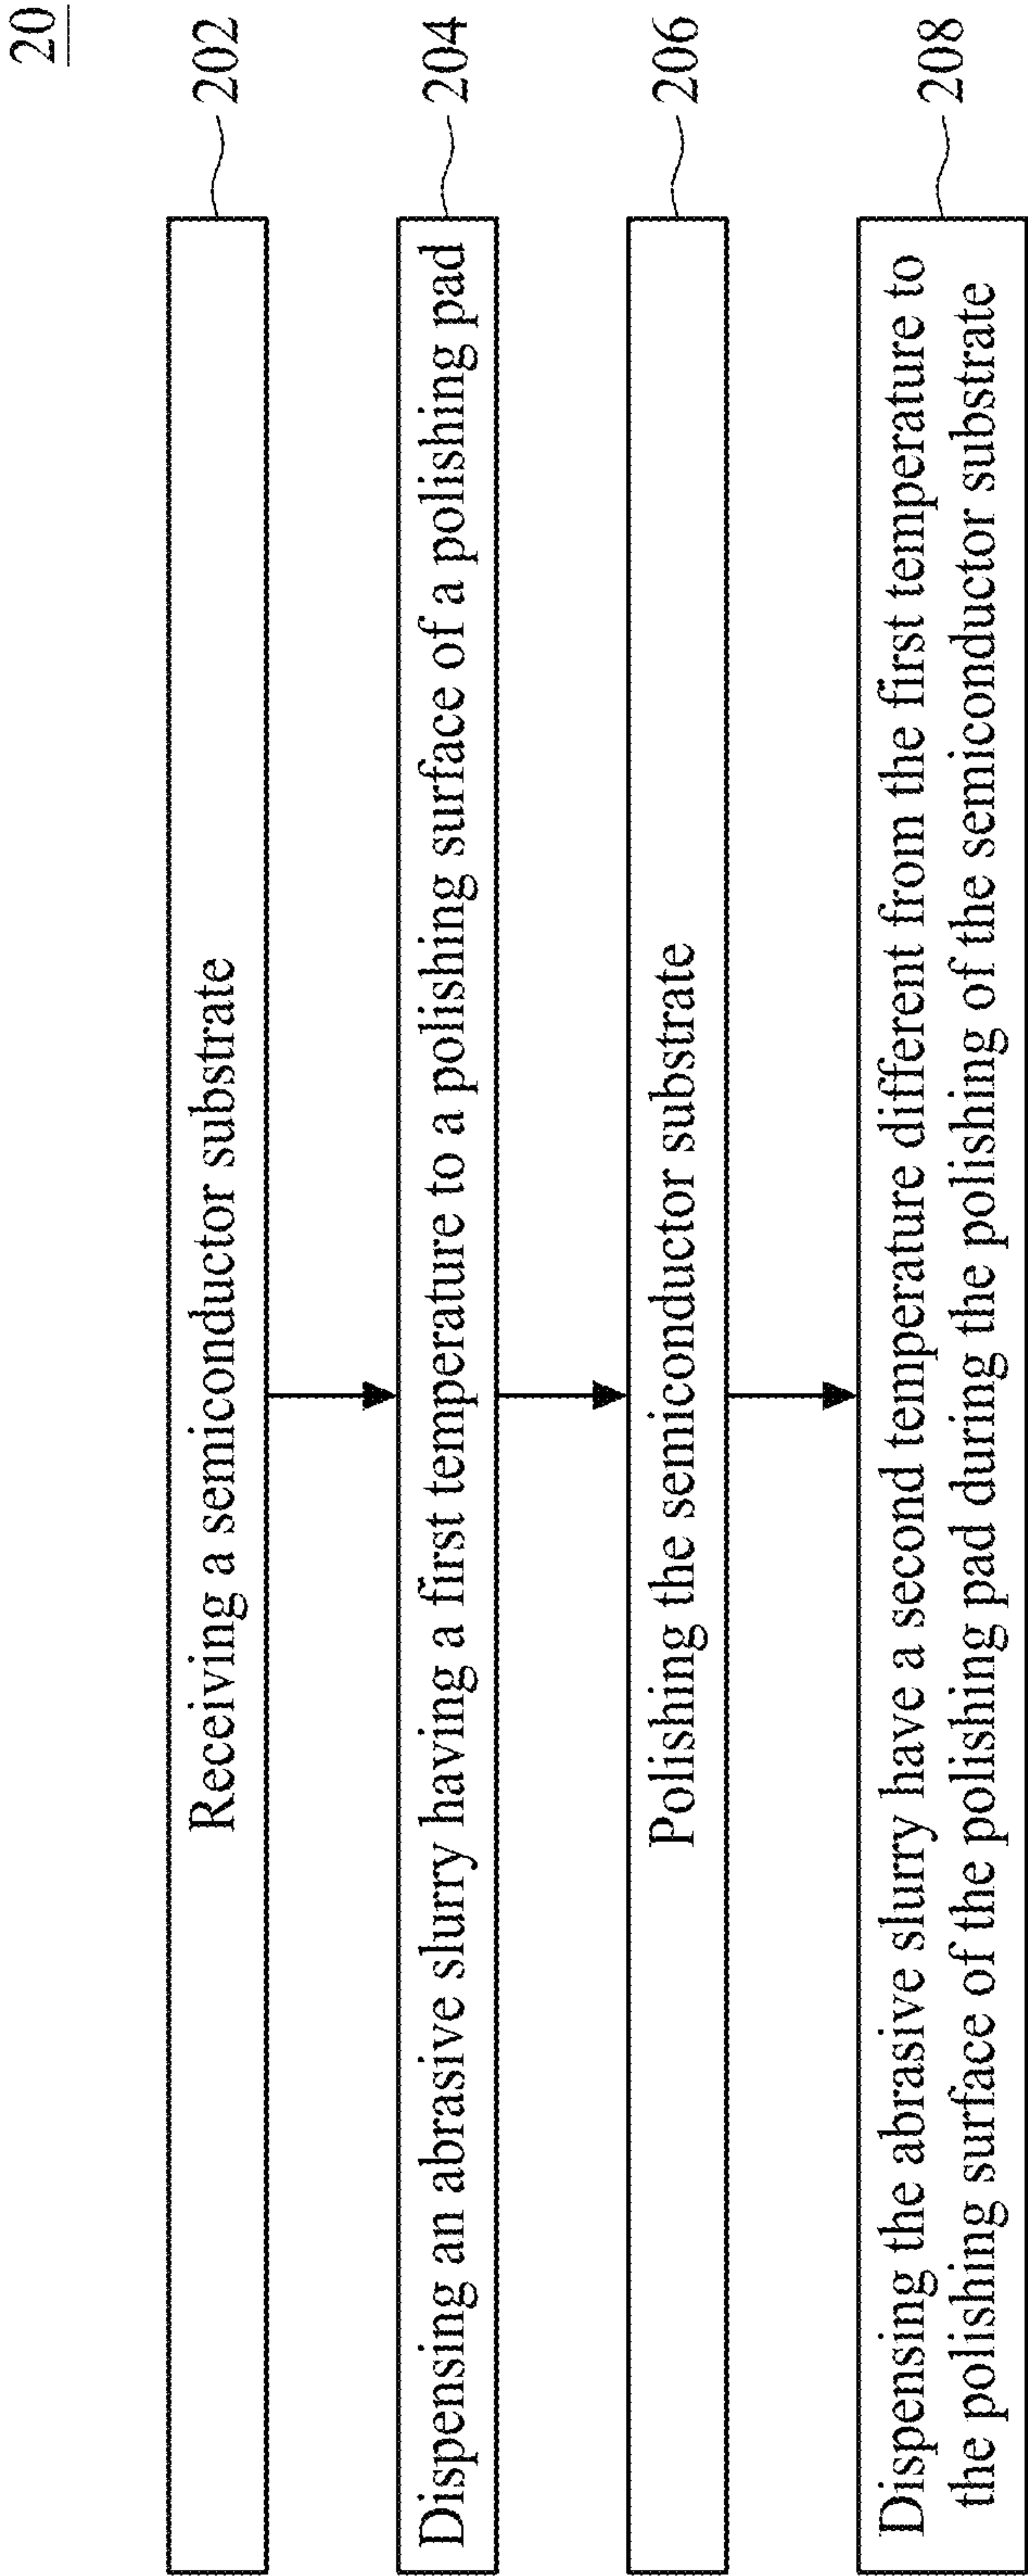 20
Receiving a semiconductor substrate
202
Dispensing an abrasive slurry having a first temperature to a polishing surface of a polishing pad
204
Polishing the semiconductor substrate
206
Dispensing the abrasive slurry have a second temperature different from the first temperature to
the polishing surface of the polishing pad during the polishing of the semiconductor substrate
208